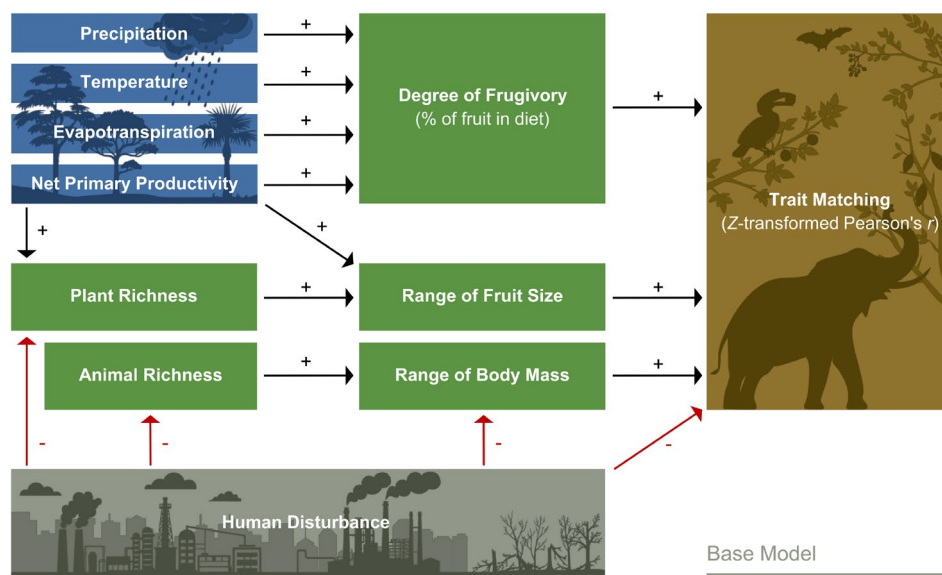 Precipitation
+
Temperature
+
Evapotranspiration
+
Net Primary Productivity
+
Degree of Frugivory
(% of fruit in diet)
+
Trait Matching
(Z-transformed Pearson's r)
+
+
Plant Richness
+
Range of Fruit Size
+
Animal Richness
+
Range of Body Mass
+
-
-
-
-
Human Disturbance
Base Model